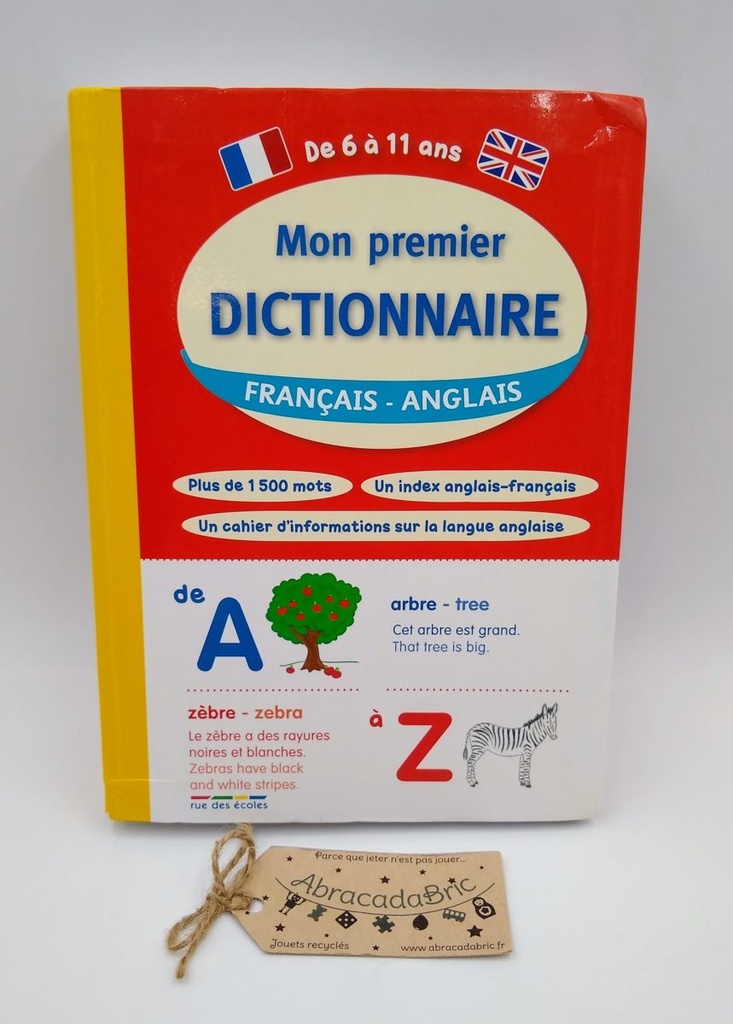 De 6 à 11 ans
Mon premier
DICTIONNAIRE
FRANÇAIS - ANGLAIS
Plus de 1 500 mots
Un index anglais-français
Un cahier d'informations sur la langue anglaise
de A
arbre - tree
Cet arbre est grand.
That tree is big.
zèbre - zebra
Le zèbre a des rayures
noires et blanches.
Zebras have black
and white stripes.
à Z
rue des écoles
Parce que jeter n'est pas jouer...
AbracadaBric
Jouets recyclés
www.abracadabric.fr